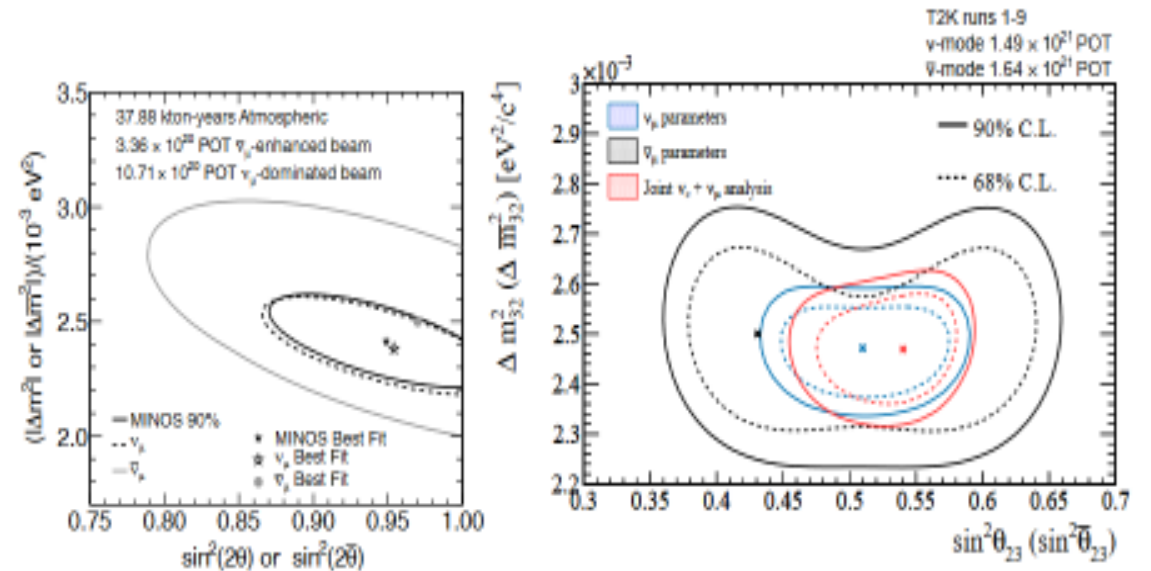 3.5
37.88 kton-years Atmospheric
3.36 x 10²⁰ POT ν̅μ-enhanced beam
10.71 x 10²⁰ POT νμ-dominated beam
3.0
2.5
2.0
(|Δm²| or |Δm̅²|)/(10⁻³ eV²)
MINOS 90%
νμ
ν̅μ
MINOS Best Fit
νμ Best Fit
ν̅μ Best Fit
0.75 0.80 0.85 0.90 0.95 1.00
sin²(2θ) or sin²(2θ̅)
T2K runs 1-9
ν-mode 1.49 × 10²¹ POT
ν̅-mode 1.64 × 10²¹ POT
×10⁻³
3
2.9
2.8
2.7
2.6
2.5
2.4
2.3
2.2
Δ m²₃₂ (Δ m̅²₃₂) [eV²/c⁴]
νμ parameters
ν̅μ parameters
Joint νe + νμ analysis
90% C.L.
68% C.L.
0.3 0.35 0.4 0.45 0.5 0.55 0.6 0.65 0.7
sin²θ₂₃ (sin²θ̅₂₃)